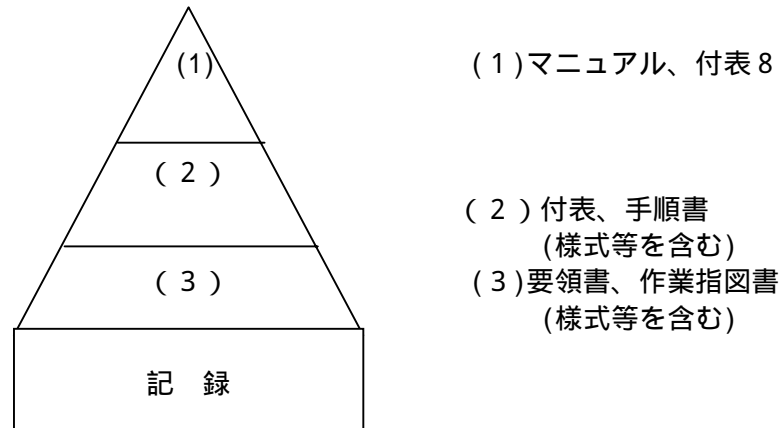 (1)
(1)マニュアル、付表8
(2)
(2)付表、手順書
(様式等を含む)
(3)
(3)要領書、作業指図書
(様式等を含む)
記 録